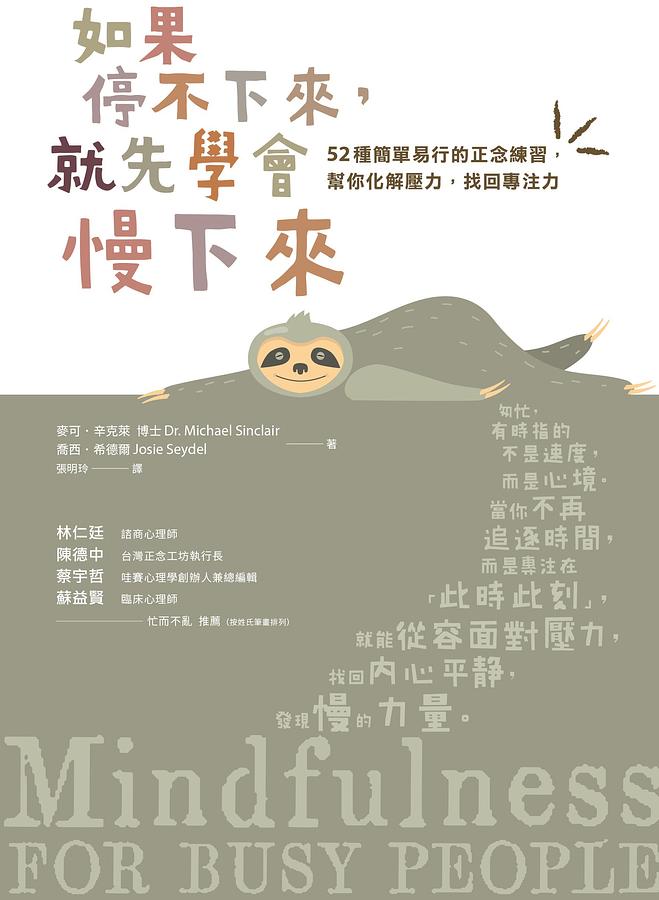 如果
停不下來，
就先學會
慢下來
52種簡單易行的正念練習，
幫你化解壓力，找回專注力
麥可・辛克萊 博士 Dr. Michael Sinclair
喬西・希德爾 Josie Seydel
著
張明玲 譯
林仁廷 諮商心理師
陳德中 台灣正念工坊執行長
蔡宇哲 哇賽心理學創辦人兼總編輯
蘇益賢 臨床心理師
忙而不亂 推薦（按姓氏筆畫排列）
匆忙，
有時指的
不是速度，
而是心境。
當你不再
追逐時間，
而是專注在
「此時此刻」，
就能從容面對壓力，
找回內心平靜，
發現慢的力量。
Mindfulness
FOR BUSY PEOPLE